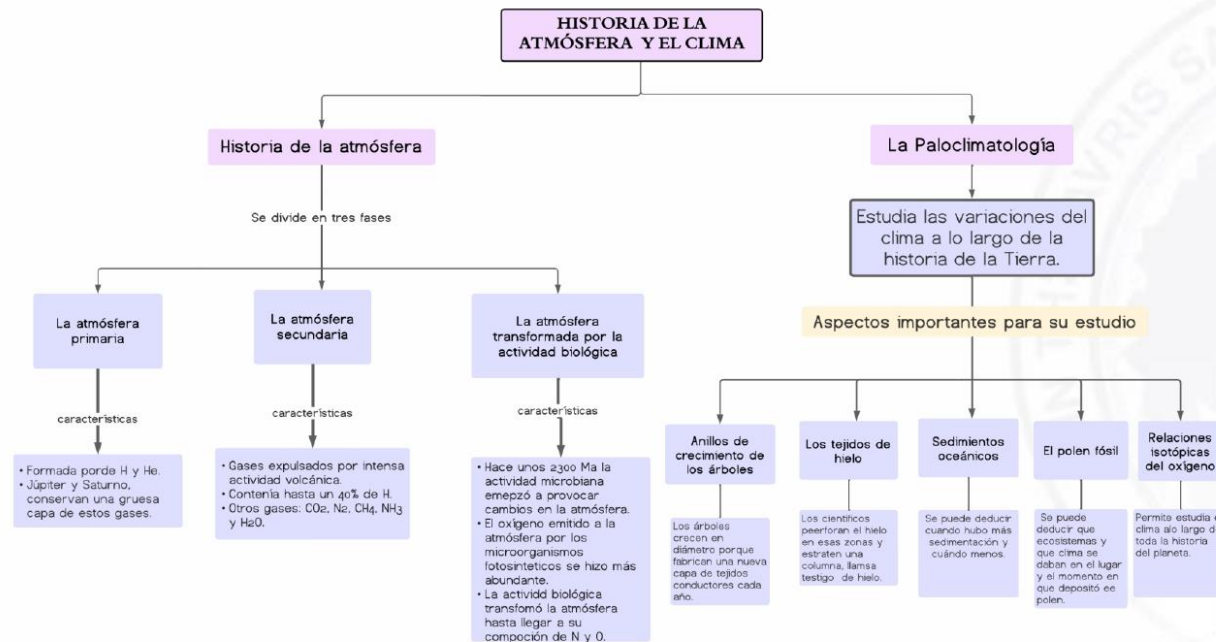 HISTORIA DE LA
ATMÓSFERA Y EL CLIMA
Historia de la atmósfera
Se divide en tres fases
La atmósfera
primaria
características
• Formada porde H y He.
• Júpiter y Saturno,
conservan una gruesa
capa de estos gases.
La atmósfera
secundaria
características
• Gases expulsados por intensa
actividad volcánica.
• Contenía hasta un 40% de H.
• Otros gases: CO2, N2, CH4, NH3
y H2O.
La atmósfera
transformada por la
actividad biológica
características
• Hace unos 2300 Ma la
actividad microbiana
emepzó a provocar
cambios en la atmósfera.
• El oxígeno emitido a la
atmósfera por los
microorganismos
fotosinteticos se hizo más
abundante.
• La activdd biológica
transfomó la atmósfera
hasta llegar a su
compoción de N y O.
La Paloclimatología
Estudia las variaciones del
clima a lo largo de la
historia de la Tierra.
Aspectos importantes para su estudio
Anillos de
crecimiento de
los árboles
Los árboles
crecen en
diámetro porque
fabrican una nueva
capa de tejidos
conductores cada
año.
Los tejidos de
hielo
Los cientificos
peerforan el hielo
en esas zonas y
estraten una
columna, llamsa
testigo de hielo.
Sedimientos
oceánicos
Se puede deducir
cuando hubo más
sedimentación y
cuándo menos.
El polen fósil
Se puede
deducir que
ecosistemas y
que clima se
daban en el lugar
y el momento en
que depositó ee
polen.
Relaciones
isotópicas
del oxígeno
Permite estudia e
clima alo largo d
toda la historia
del planeta.